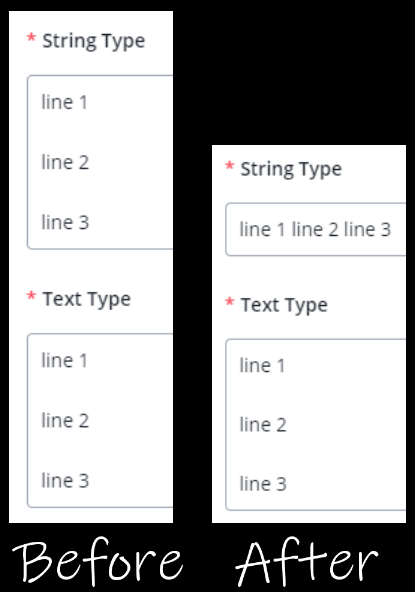 * String Type
line 1
line 2
line 3
* Text Type
line 1
line 2
line 3
Before
* String Type
line 1 line 2 line 3
* Text Type
line 1
line 2
line 3
After